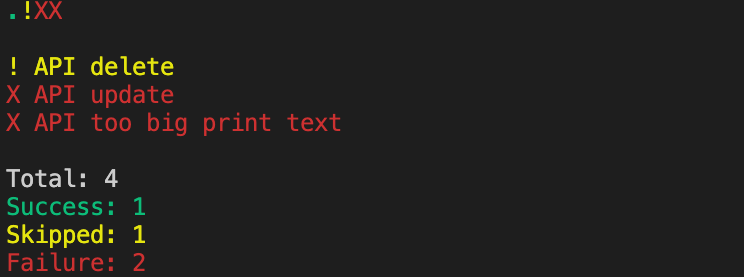 .!XX
! API delete
X API update
X API too big print text
Total: 4
Success: 1
Skipped: 1
Failure: 2